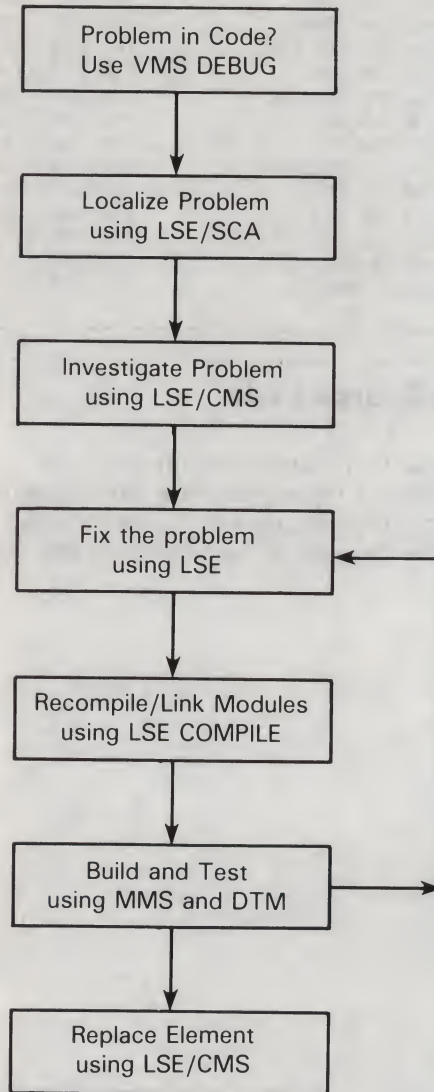 Problem in Code?
Use VMS DEBUG
Localize Problem
using LSE/SCA
Investigate Problem
using LSE/CMS
Fix the problem
using LSE
Recompile/Link Modules
using LSE COMPILE
Build and Test
using MMS and DTM
Replace Element
using LSE/CMS